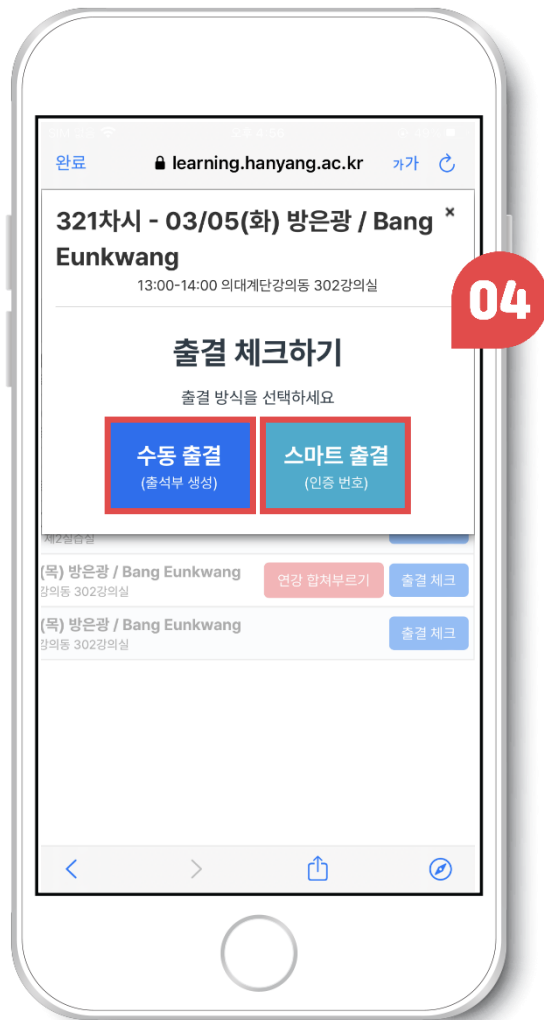 완료
learning.hanyang.ac.kr
가가
321차시 - 03/05(화) 방은광 / Bang
Eunkwang
×
13:00-14:00 의대계단강의동 302강의실
04
출결 체크하기
출결 방식을 선택하세요
수동 출결
(출석부 생성)
스마트 출결
(인증 번호)
제2실습실
(목) 방은광 / Bang Eunkwang
강의동 302강의실
연강 합쳐부르기
출결 체크
(목) 방은광 / Bang Eunkwang
강의동 302강의실
출결 체크